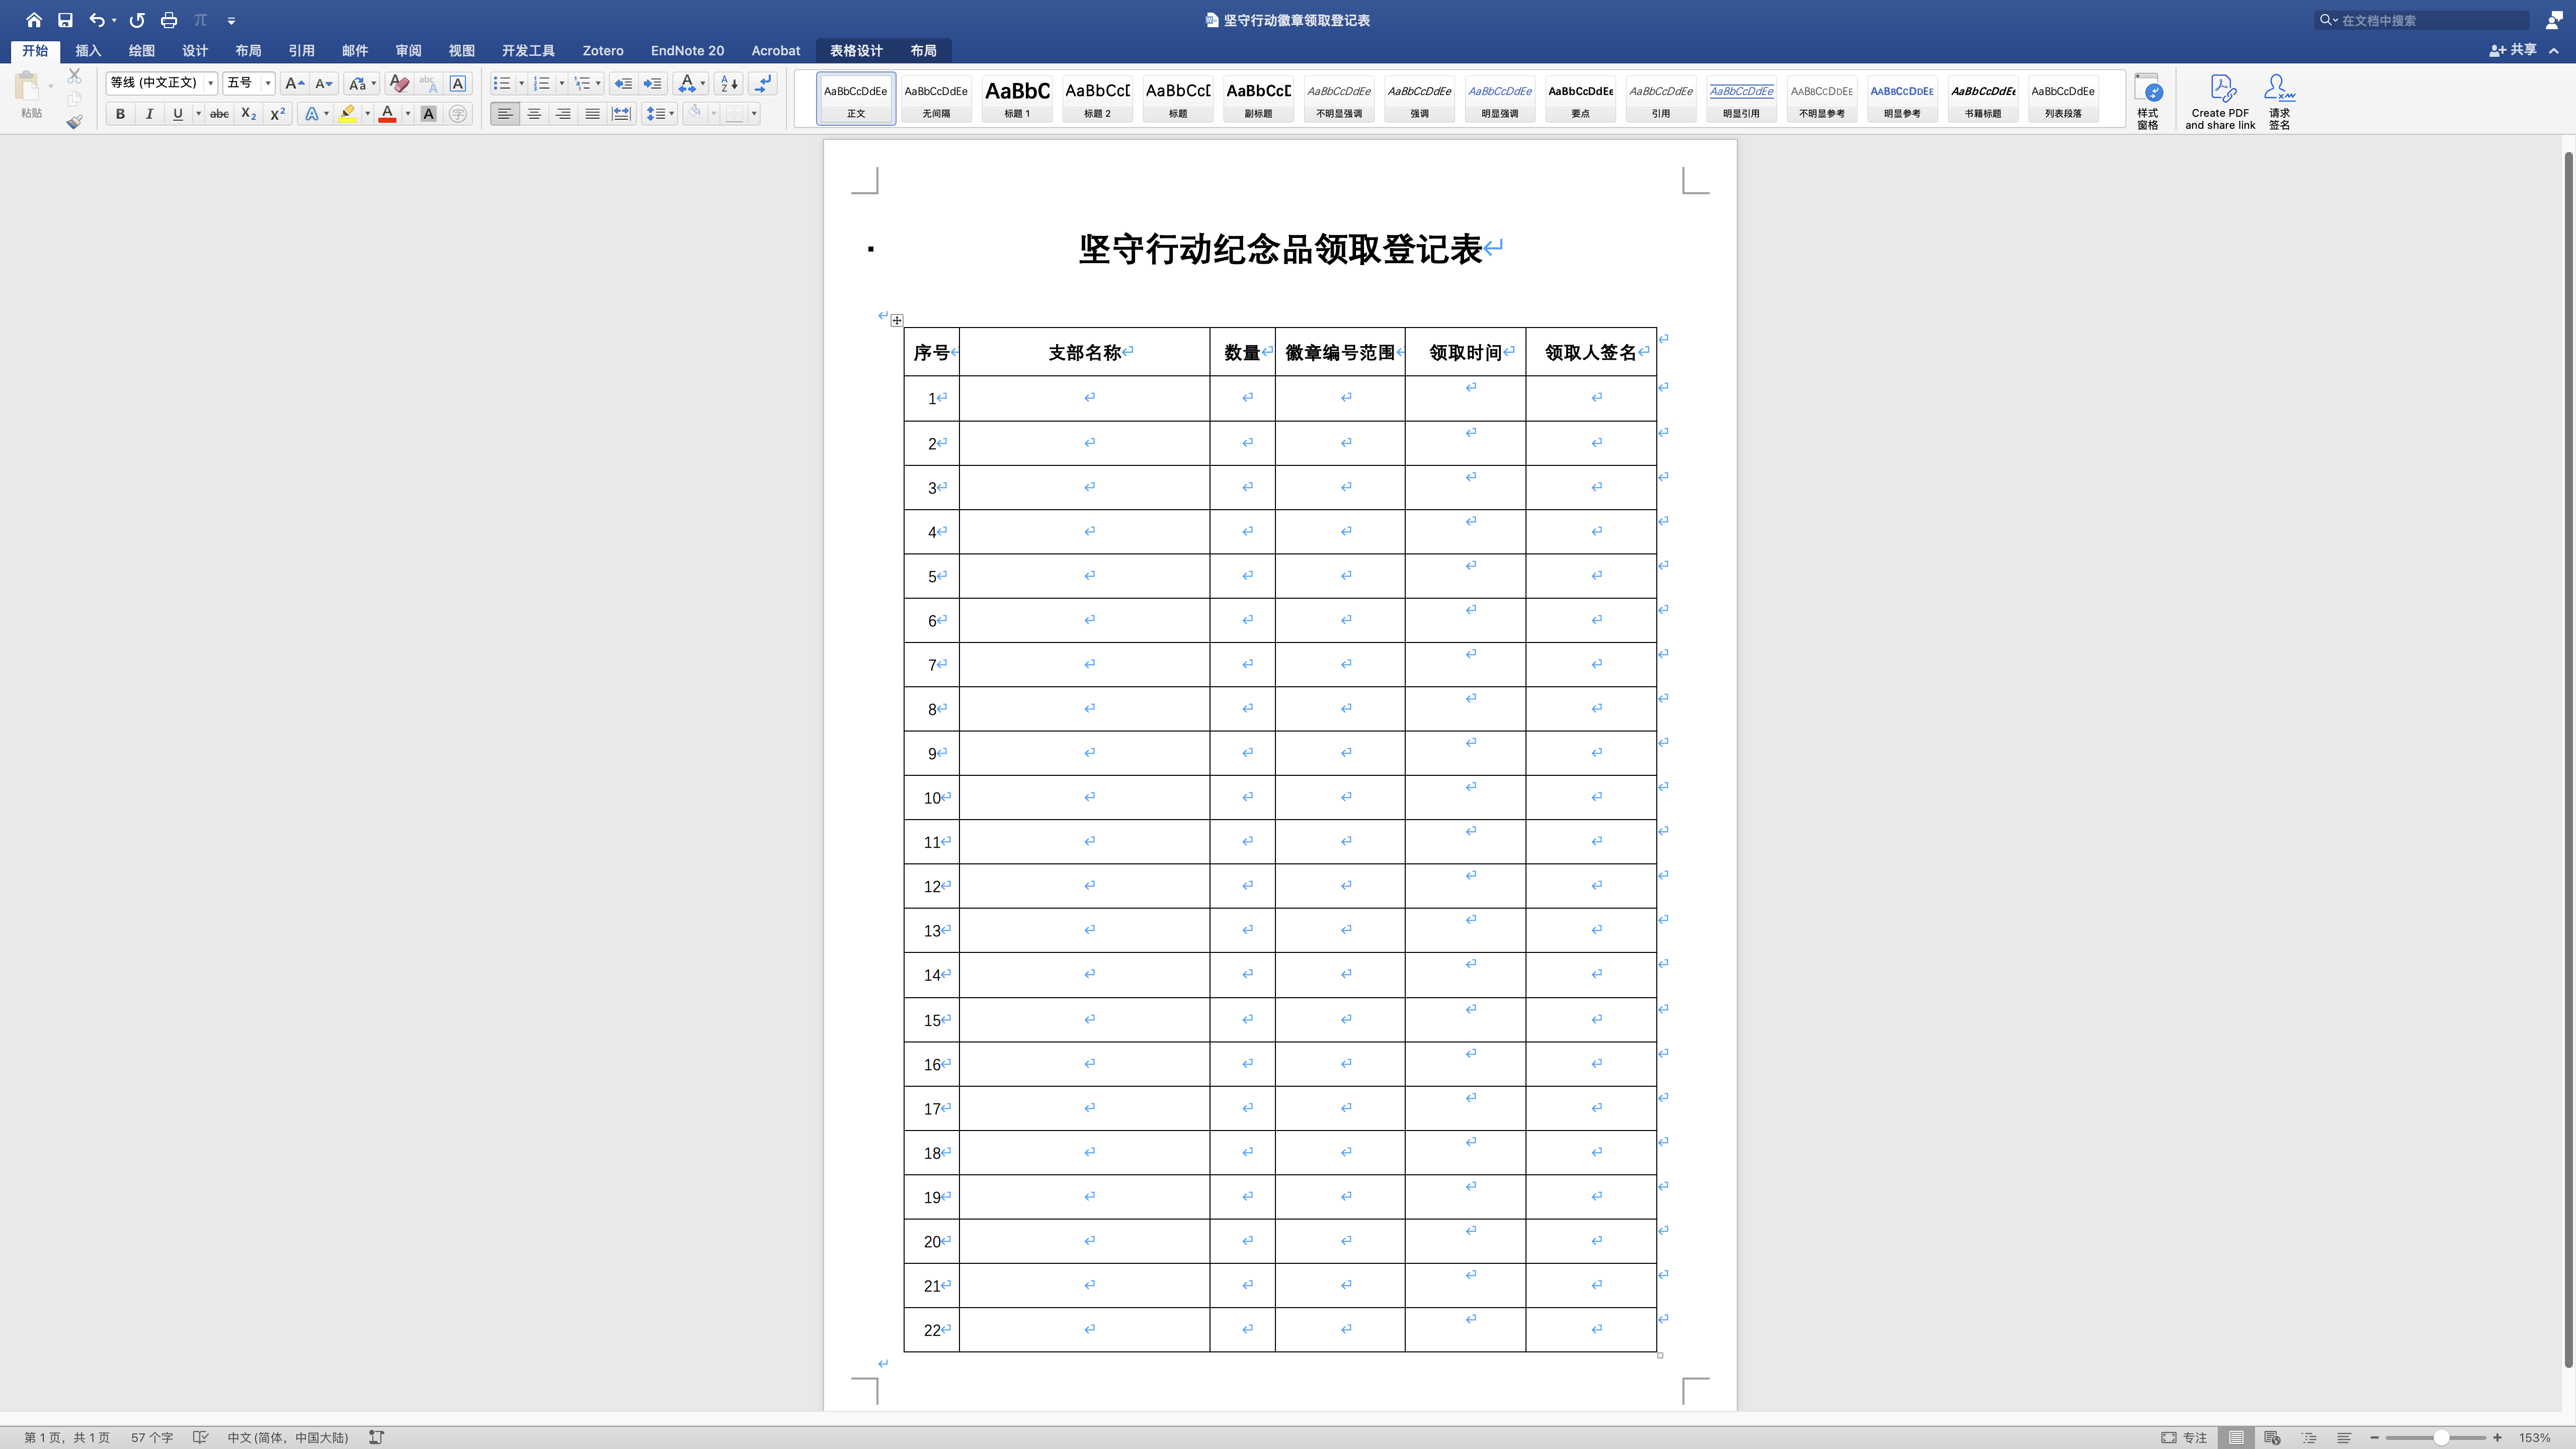 坚守行动徽章领取登记表
在文档中搜索
开始 插入 绘图 设计 布局 引用 邮件 审阅 视图 开发工具 Zotero EndNote 20 Acrobat 表格设计 布局 共享
粘贴
等线 (中文正文) 五号
AaBbCcDdEe 正文
AaBbCcDdEe 无间隔
AaBbC 标题 1
AaBbCcD 标题 2
AaBbCcD 标题
AaBbCcD 副标题
AaBbCcDdEe 不明显强调
AaBbCcDdEe 强调
AaBbCcDdEe 明显强调
AaBbCcDdEe 要点
AaBbCcDdEe 引用
AaBbCcDdEe 明显引用
AaBbCcDdEe 不明显参考
AaBbCcDdEe 明显参考
AaBbCcDdEe 书籍标题
AaBbCcDdEe 列表段落
样式
窗格
Create PDF
and share link
请求
签名
坚守行动纪念品领取登记表
序号 支部名称 数量 徽章编号范围 领取时间 领取人签名
1
2
3
4
5
6
7
8
9
10
11
12
13
14
15
16
17
18
19
20
21
22
第 1 页，共 1 页 57 个字 中文 (简体，中国大陆) 专注 153%